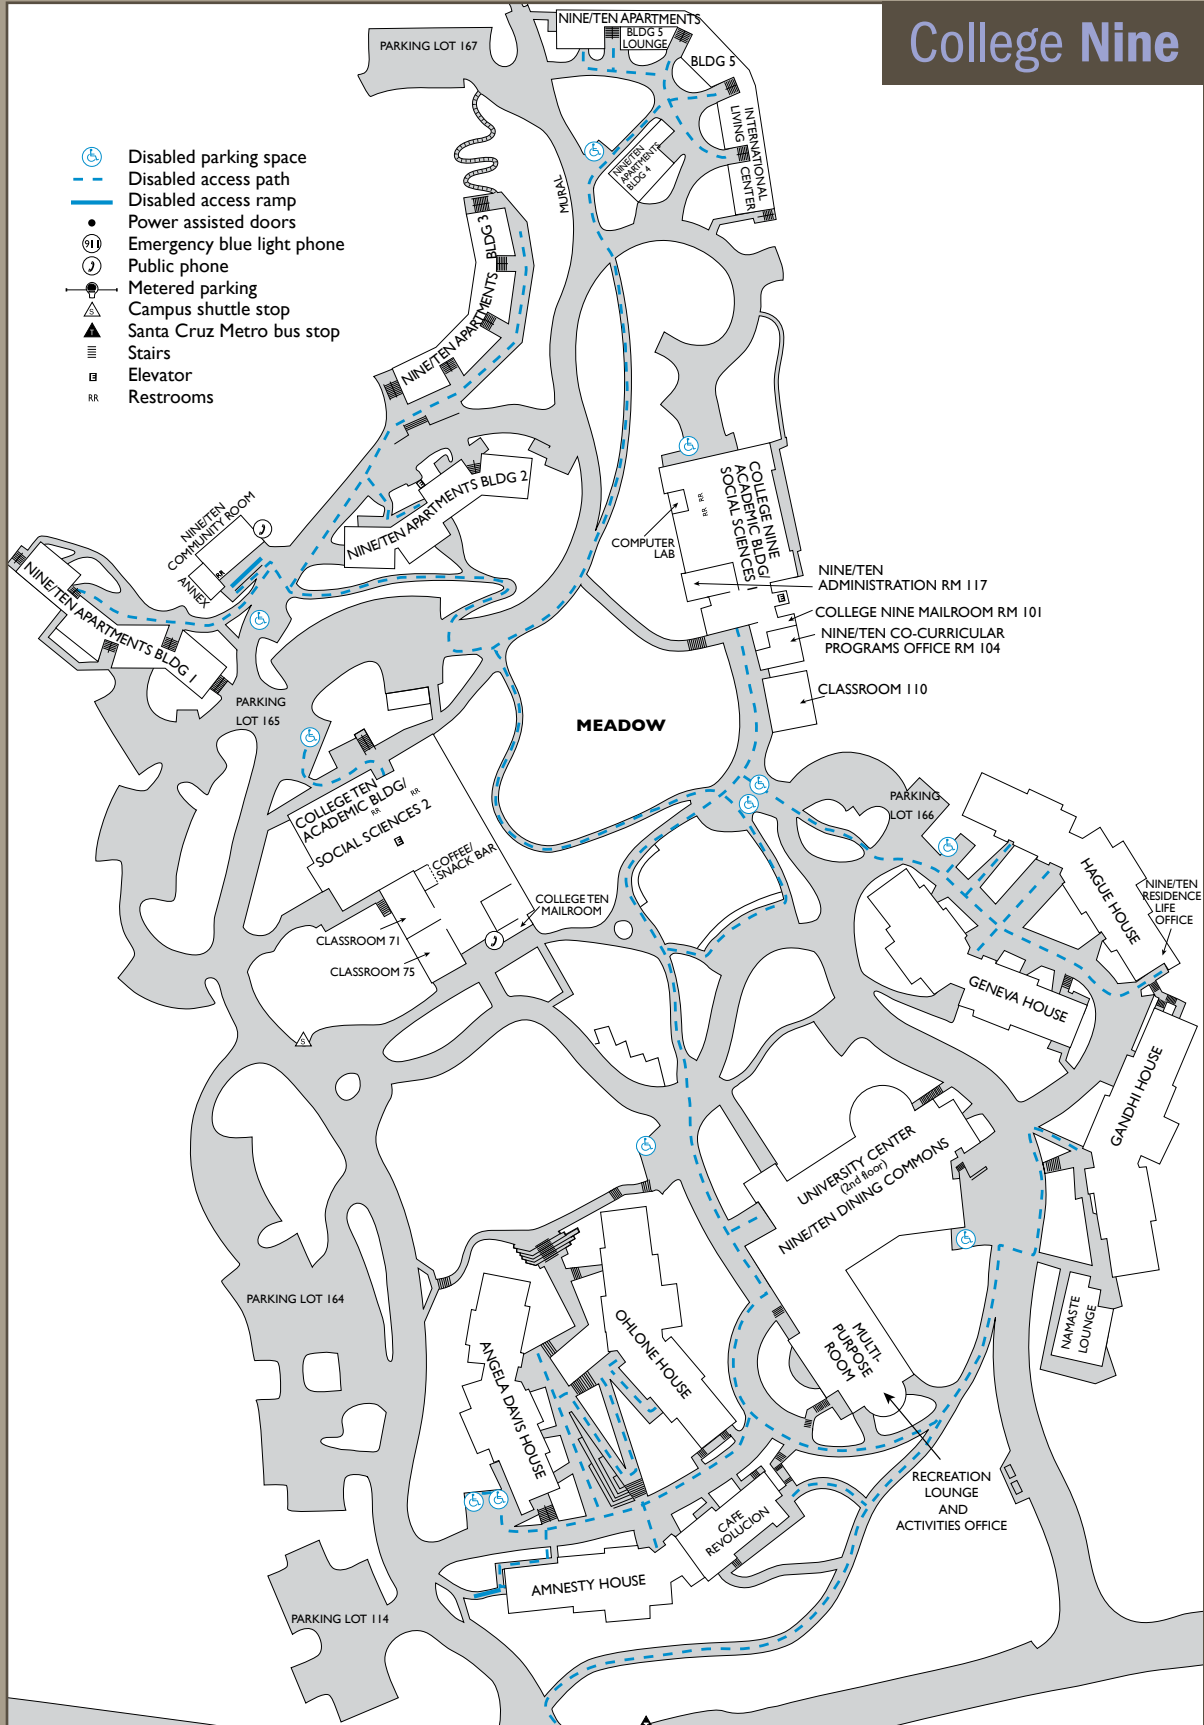 College Nine
Disabled parking space
Disabled access path
Disabled access ramp
Power assisted doors
911
Emergency blue light phone
Public phone
Metered parking
S
Campus shuttle stop
T
Santa Cruz Metro bus stop
Stairs
E
Elevator
RR
Restrooms
PARKING LOT 167
NINE/TEN APARTMENTS
BLDG 5
LOUNGE
BLDG 5
INTERNATIONAL
LIVING
CENTER
NINE/TEN
APARTMENTS
BLDG 4
MURAL
NINE/TEN APARTMENTS BLDG 3
NINE/TEN APARTMENTS BLDG 2
E
NINE/TEN
COMMUNITY ROOM
RR
ANNEX
NINE/TEN APARTMENTS BLDG 1
COLLEGE NINE
ACADEMIC BLDG/
SOCIAL SCIENCES 1
RR RR
COMPUTER
LAB
E
NINE/TEN
ADMINISTRATION RM 117
COLLEGE NINE MAILROOM RM 101
NINE/TEN CO-CURRICULAR
PROGRAMS OFFICE RM 104
CLASSROOM 110
PARKING
LOT 165
MEADOW
COLLEGE TEN
ACADEMIC BLDG/
RR
RR
SOCIAL SCIENCES 2
E
COFFEE/
SNACK BAR
COLLEGE TEN
MAILROOM
CLASSROOM 71
CLASSROOM 75
PARKING
LOT 166
HAGUE HOUSE
NINE/TEN
RESIDENCE
LIFE
OFFICE
GENEVA HOUSE
GANDHI HOUSE
S
UNIVERSITY CENTER
(2nd floor)
NINE/TEN DINING COMMONS
NAMASTE
LOUNGE
PARKING LOT 164
MULTI-
PURPOSE
ROOM
OHLONE HOUSE
ANGELA DAVIS HOUSE
RECREATION
LOUNGE
AND
ACTIVITIES OFFICE
CAFE
REVOLUCION
AMNESTY HOUSE
PARKING LOT 114